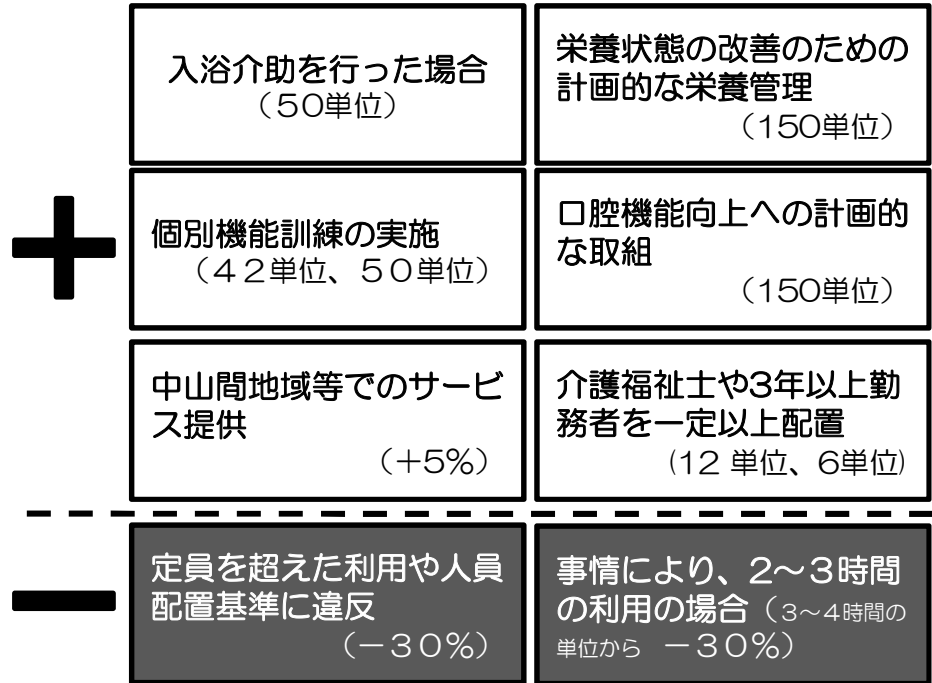 入浴介助を行った場合
（50単位）
栄養状態の改善のための
計画的な栄養管理
（150単位）
個別機能訓練の実施
（４２単位、５０単位）
口腔機能向上への計画的
な取組
（150単位）
中山間地域等でのサービ
ス提供
（＋5％）
介護福祉士や3年以上勤
務者を一定以上配置
(12 単位、6単位)
定員を超えた利用や人員
配置基準に違反
（－３０％）
事情により、2～3時間
の利用の場合（3～4時間の
単位から　－３０％）